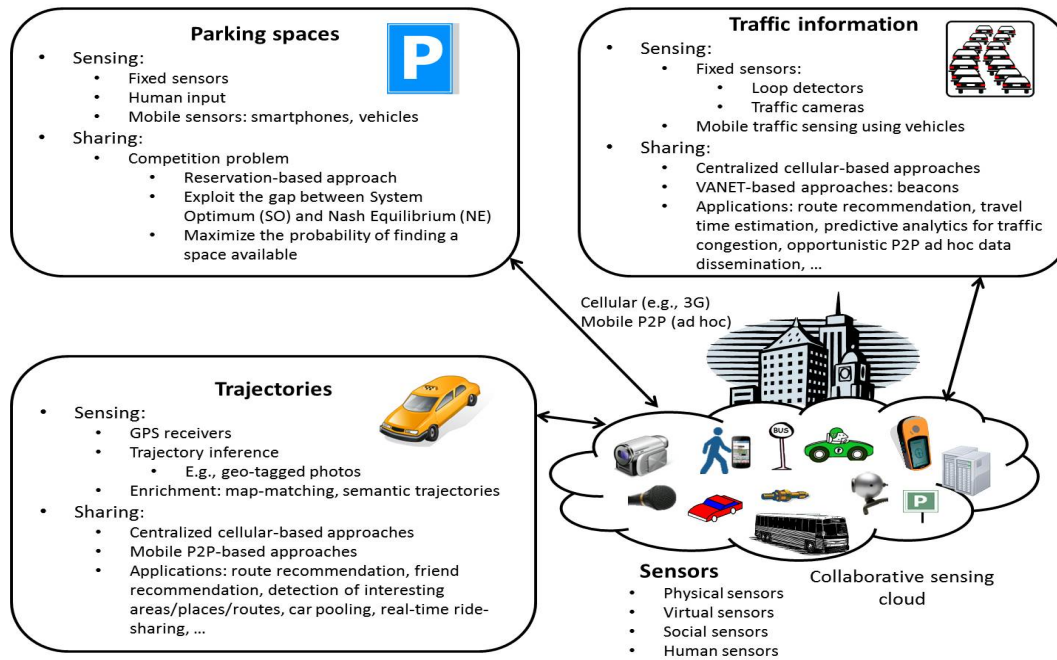 Parking spaces
• Sensing:
• Fixed sensors
• Human input
• Mobile sensors: smartphones, vehicles
• Sharing:
• Competition problem
• Reservation-based approach
• Exploit the gap between System
Optimum (SO) and Nash Equilibrium (NE)
• Maximize the probability of finding a
space available
P
Traffic information
• Sensing:
• Fixed sensors:
• Loop detectors
• Traffic cameras
• Mobile traffic sensing using vehicles
• Sharing:
• Centralized cellular-based approaches
• VANET-based approaches: beacons
• Applications: route recommendation, travel
time estimation, predictive analytics for traffic
congestion, opportunistic P2P ad hoc data
dissemination, ...
Cellular (e.g., 3G)
Mobile P2P (ad hoc)
Trajectories
• Sensing:
• GPS receivers
• Trajectory inference
• E.g., geo-tagged photos
• Enrichment: map-matching, semantic trajectories
• Sharing:
• Centralized cellular-based approaches
• Mobile P2P-based approaches
• Applications: route recommendation, friend
recommendation, detection of interesting
areas/places/routes, car pooling, real-time ride-
sharing, ...
BUS
P
Sensors
• Physical sensors
• Virtual sensors
• Social sensors
• Human sensors
Collaborative sensing
cloud